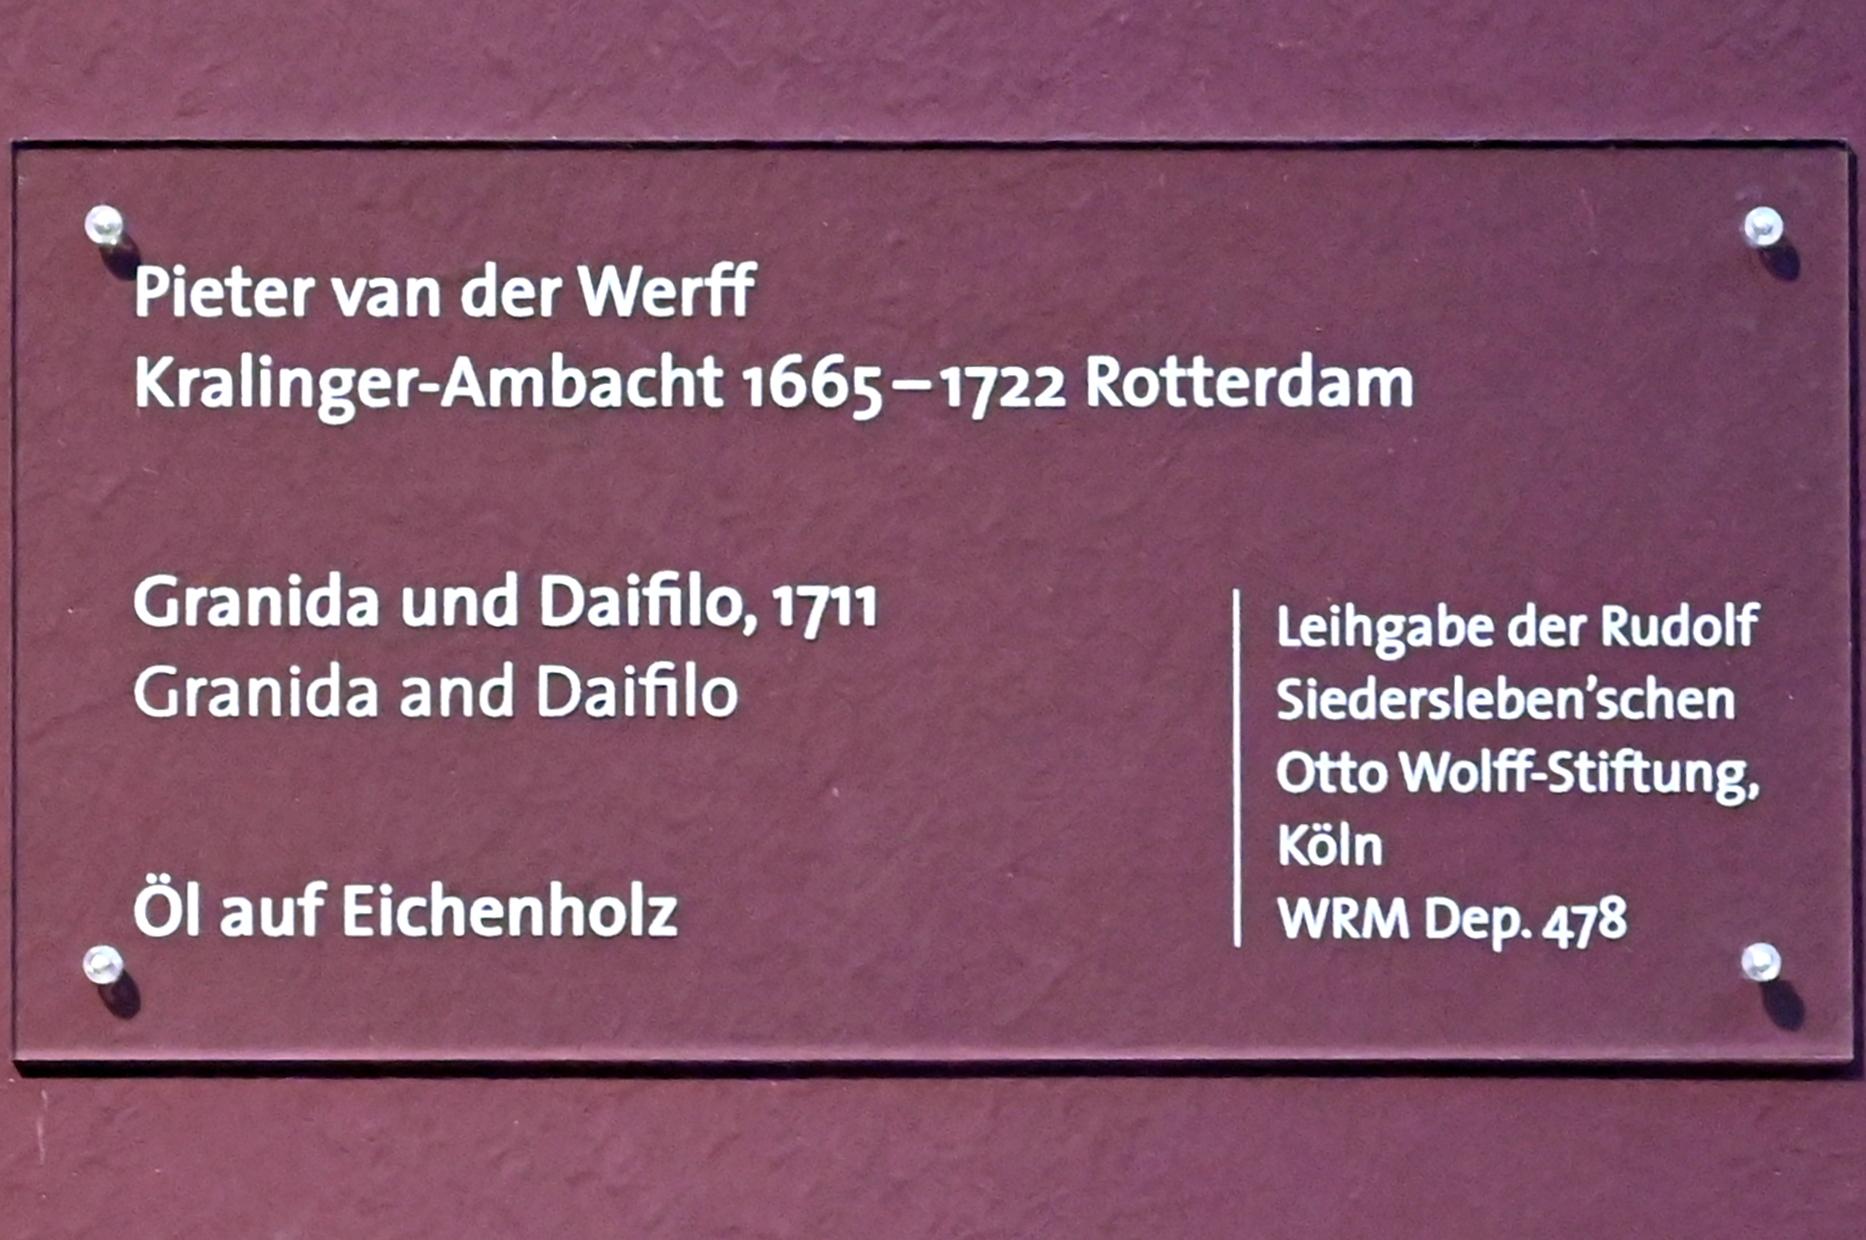 Pieter van der Werff
Kralinger-Ambacht 1665–1722 Rotterdam
Granida und Daifilo, 1711
Granida and Daifilo
Öl auf Eichenholz
Leihgabe der Rudolf
Siedersleben’schen
Otto Wolff-Stiftung,
Köln
WRM Dep. 478